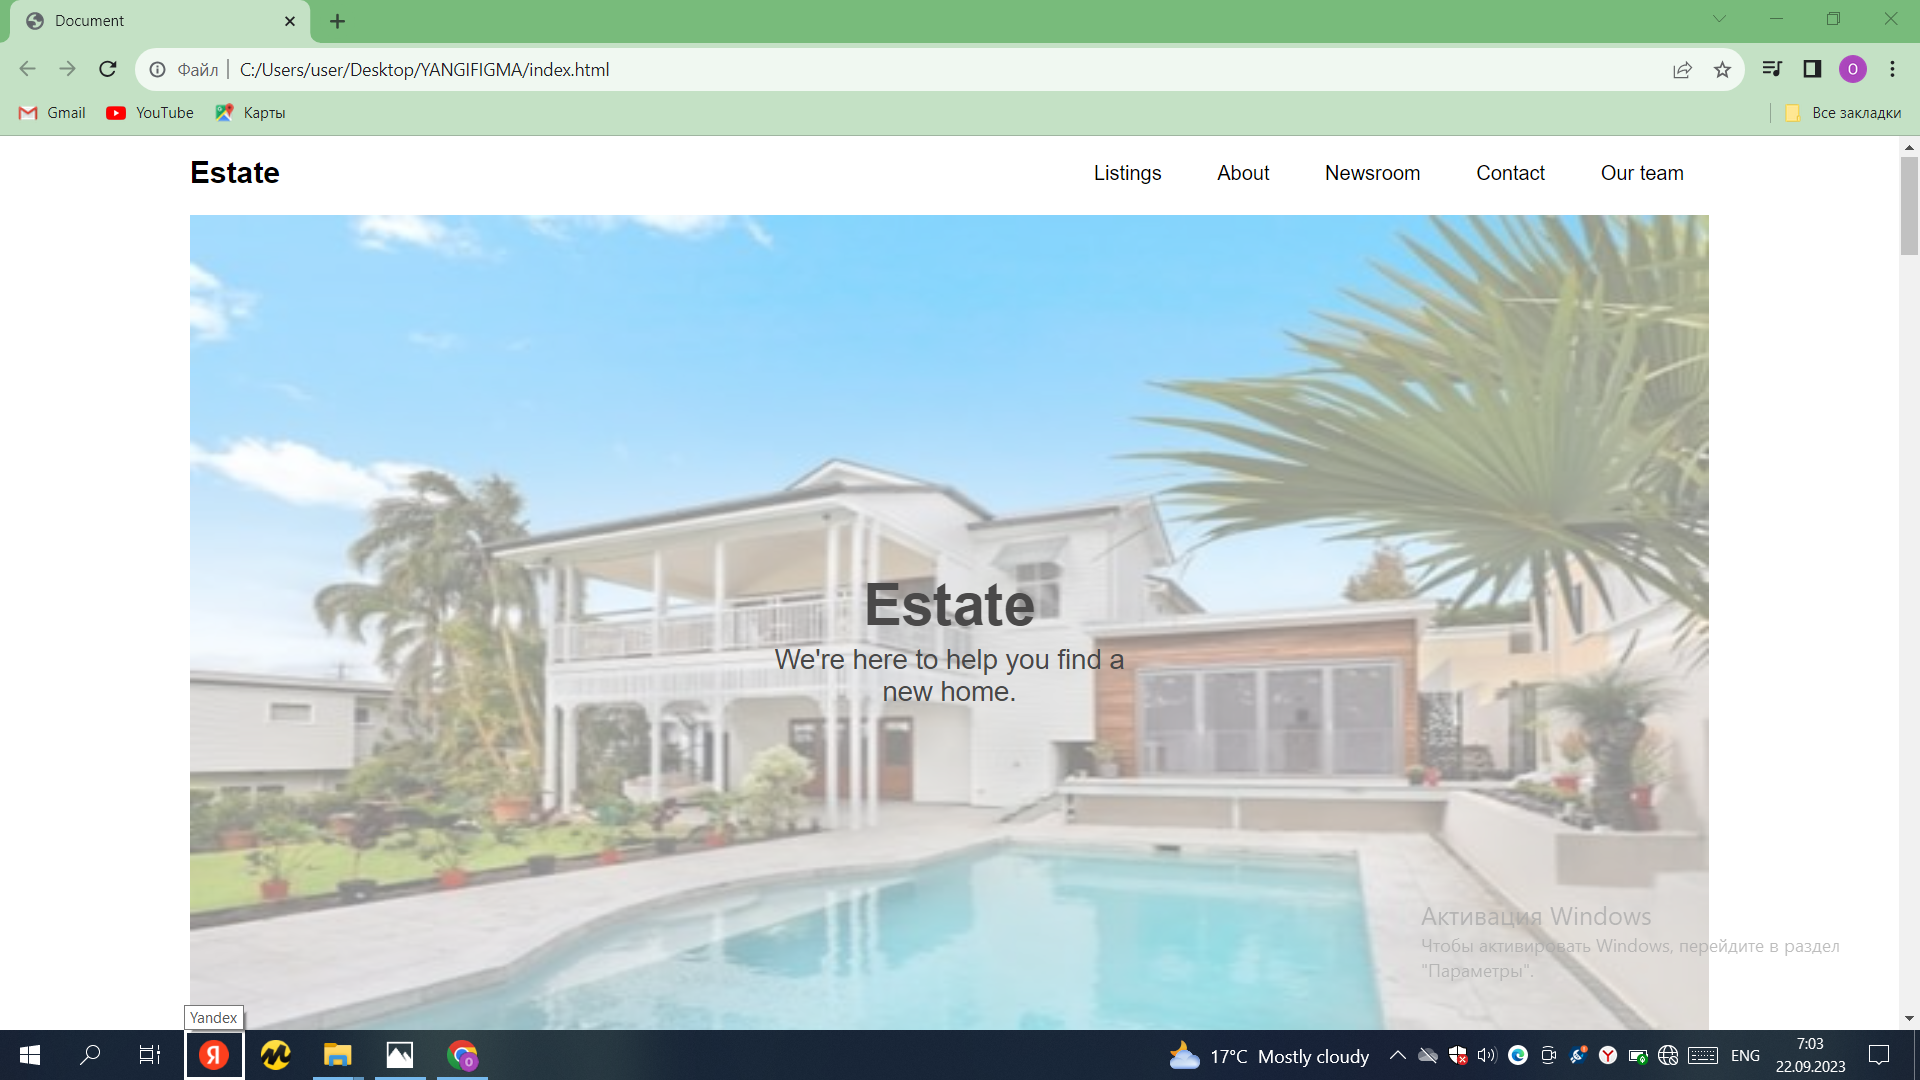 Document
Файл
C:/Users/user/Desktop/YANGIFIGMA/index.html
O
Gmail
YouTube
Карты
Все закладки
Estate
Listings
About
Newsroom
Contact
Our team
Estate
We're here to help you find a
new home.
Активация Windows
Чтобы активировать Windows, перейдите в раздел
"Параметры".
Yandex
Я
O
17°C Mostly cloudy
ENG
7:03
22.09.2023